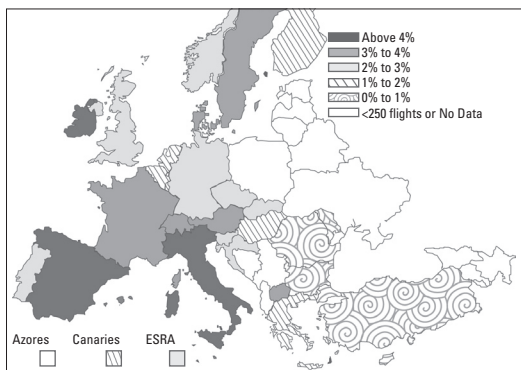 Above 4%
3% to 4%
2% to 3%
1% to 2%
0% to 1%
<250 flights or No Data
Azores Canaries ESRA